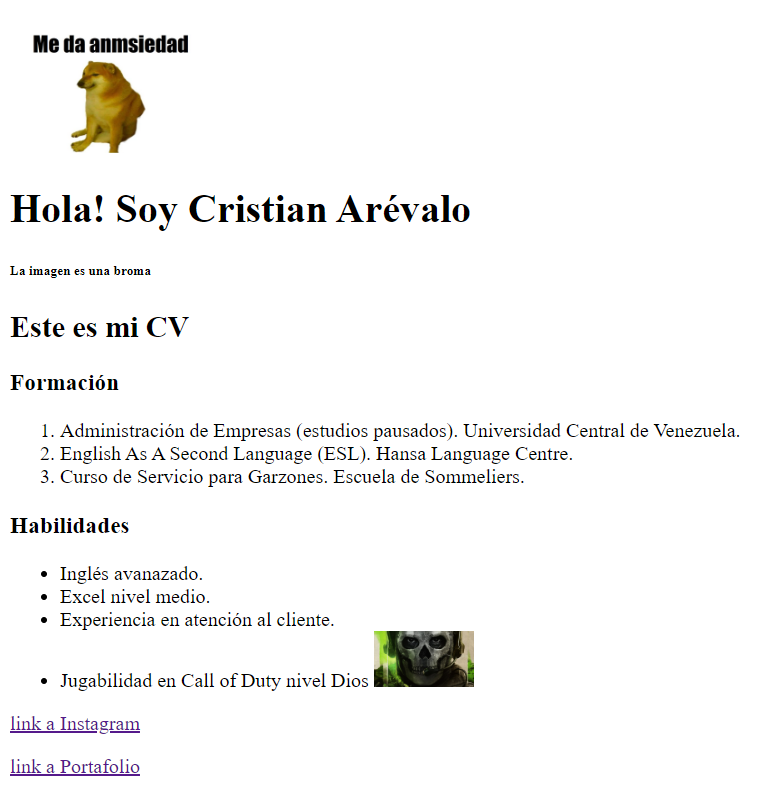 Me da anmsiedad
Hola! Soy Cristian Arévalo
La imagen es una broma
Este es mi CV
Formación
1. Administración de Empresas (estudios pausados). Universidad Central de Venezuela.
2. English As A Second Language (ESL). Hansa Language Centre.
3. Curso de Servicio para Garzones. Escuela de Sommeliers.
Habilidades
• Inglés avanazado.
• Excel nivel medio.
• Experiencia en atención al cliente.
• Jugabilidad en Call of Duty nivel Dios
link a Instagram
link a Portafolio